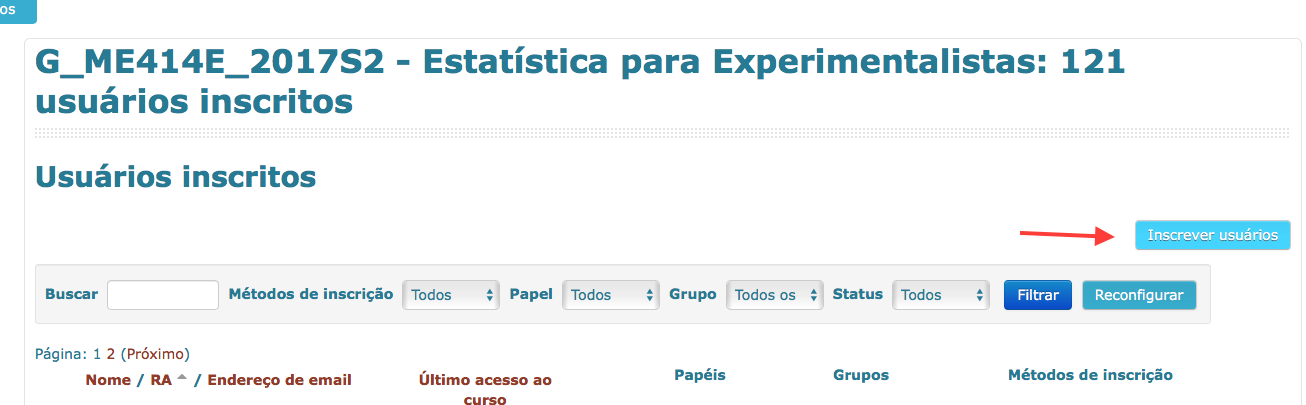 os
G_ME414E_2017S2 - Estatística para Experimentalistas: 121
usuários inscritos
Usuários inscritos
Inscrever usuários
Buscar Métodos de inscrição Todos Papel Todos Grupo Todos os Status Todos Filtrar Reconfigurar
Página: 1 2 (Próximo)
Nome / RA / Endereço de email Último acesso ao Papéis Grupos Métodos de inscrição
curso